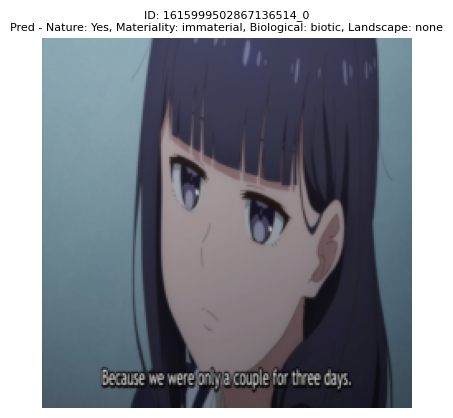 ID: 1615999502867136514_0
Pred - Nature: Yes, Materiality: immaterial, Biological: biotic, Landscape: none
Because we were only a couple for three days.